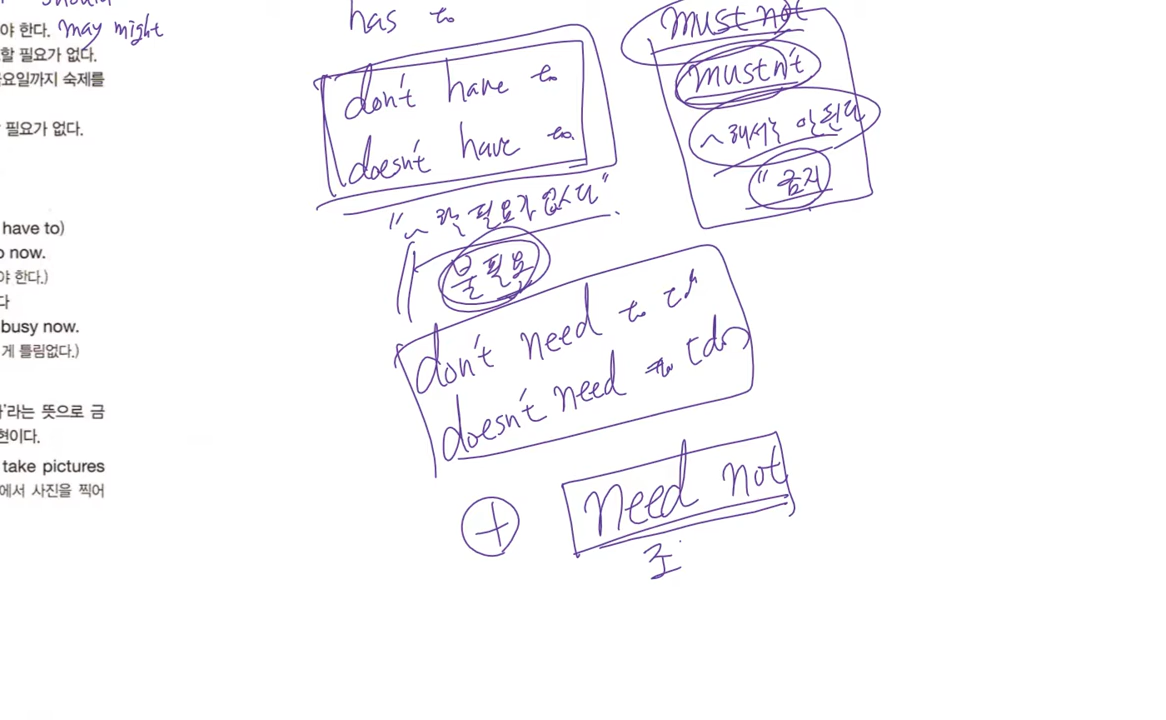 야 한다. may might
할 필요가 없다.
금요일까지 숙제를
필요가 없다.
have to)
o now.
야 한다.)
다
busy now.
게 틀림없다.)
'라는 뜻으로 금
현이다.
take pictures
에서 사진을 찍어
has to
don't have to
doesn't have to
"~할 필요가 없다"
불필요
must not
mustn't
~해서는 안된다
"금지
don't need to
doesn't need to
+ need not
조